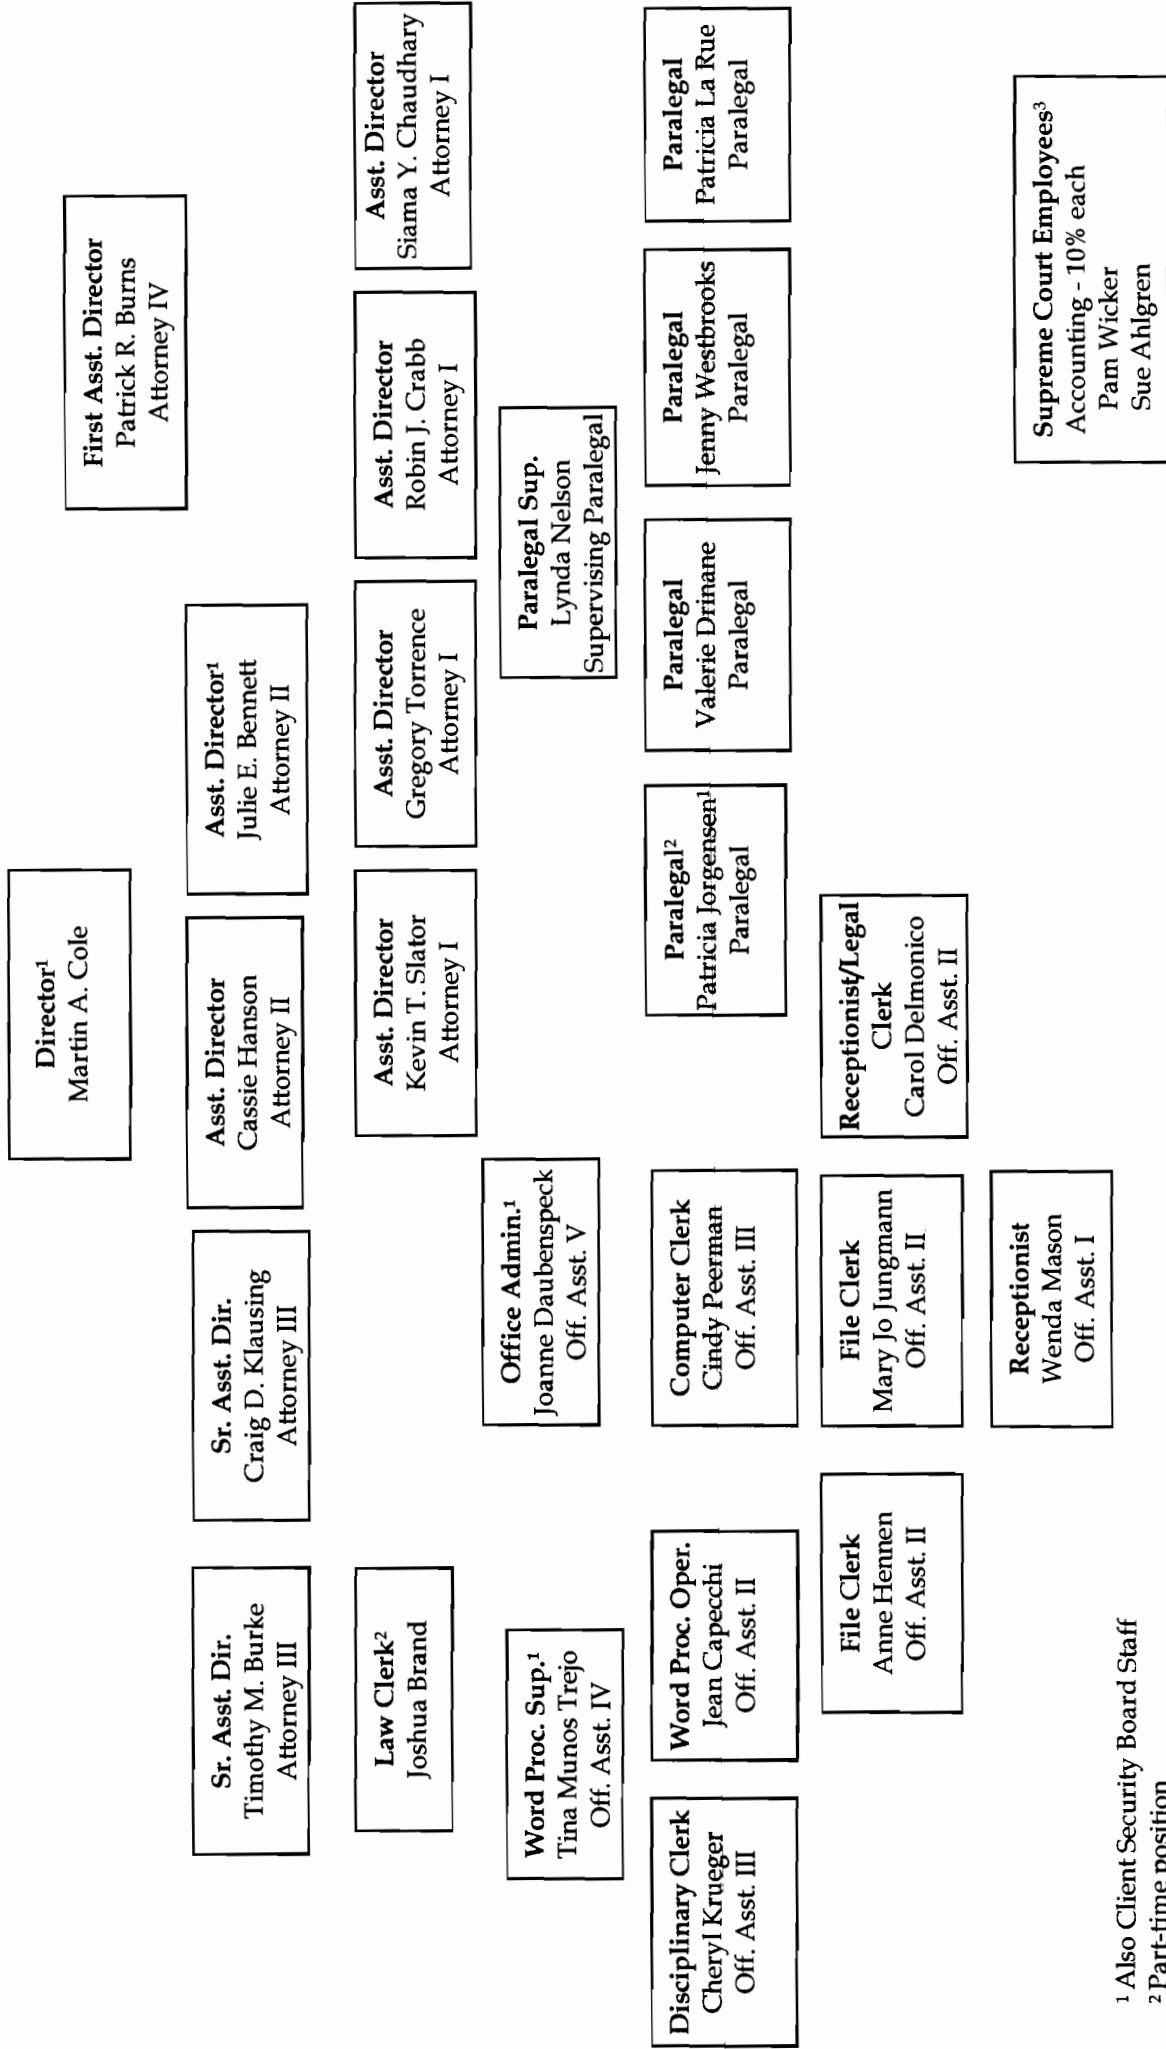 Director¹
Martin A. Cole
First Asst. Director
Patrick R. Burns
Attorney IV
Sr. Asst. Dir.
Timothy M. Burke
Attorney III
Sr. Asst. Dir.
Craig D. Klausing
Attorney III
Asst. Director
Cassie Hanson
Attorney II
Asst. Director¹
Julie E. Bennett
Attorney II
Law Clerk²
Joshua Brand
Asst. Director
Kevin T. Slator
Attorney I
Asst. Director
Gregory Torrence
Attorney I
Asst. Director
Robin J. Crabb
Attorney I
Asst. Director
Siama Y. Chaudhary
Attorney I
Word Proc. Sup.¹
Tina Munos Trejo
Off. Asst. IV
Office Admin.¹
Joanne Daubenspeck
Off. Asst. V
Paralegal Sup.
Lynda Nelson
Supervising Paralegal
Disciplinary Clerk
Cheryl Krueger
Off. Asst. III
Word Proc. Oper.
Jean Capecchi
Off. Asst. II
Computer Clerk
Cindy Peerman
Off. Asst. III
Paralegal²
Patricia Jorgensen¹
Paralegal
Paralegal
Valerie Drinane
Paralegal
Paralegal
Jenny Westbrooks
Paralegal
Paralegal
Patricia La Rue
Paralegal
File Clerk
Anne Hennen
Off. Asst. II
File Clerk
Mary Jo Jungmann
Off. Asst. II
Receptionist/Legal
Clerk
Carol Delmonico
Off. Asst. II
Receptionist
Wenda Mason
Off. Asst. I
Supreme Court Employees³
Accounting - 10% each
Pam Wicker
Sue Ahlgren
¹ Also Client Security Board Staff
² Part-time position